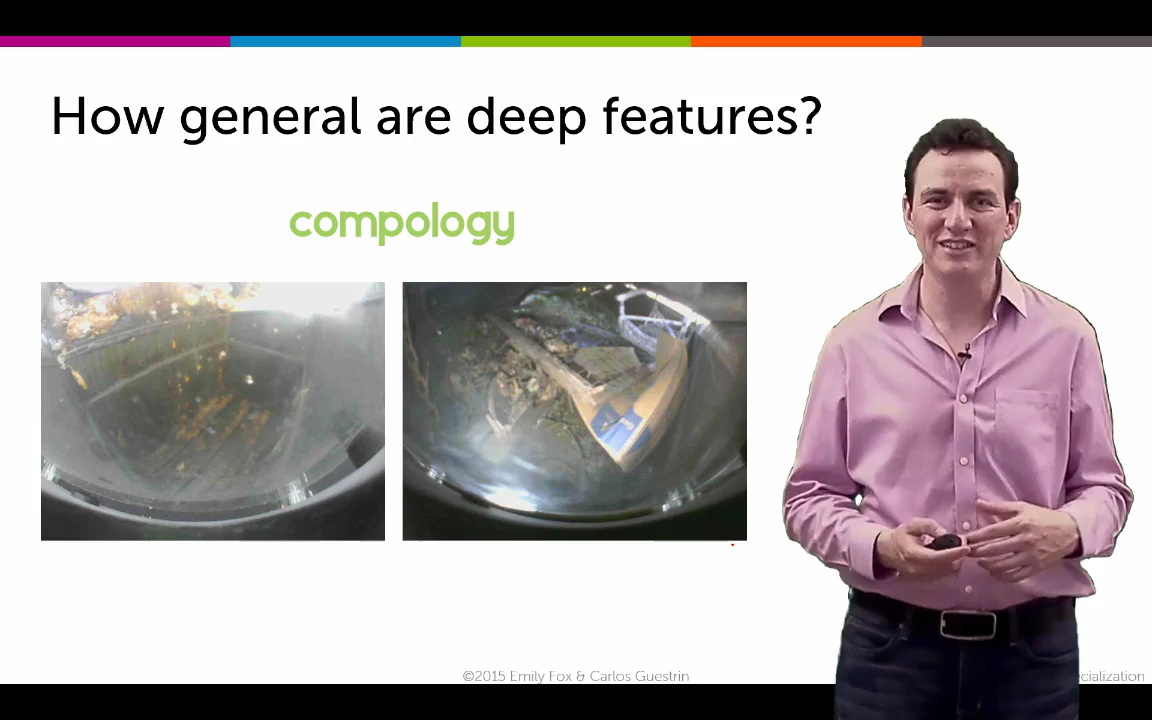 How general are deep features?
compology
©2015 Emily Fox & Carlos Guestrin